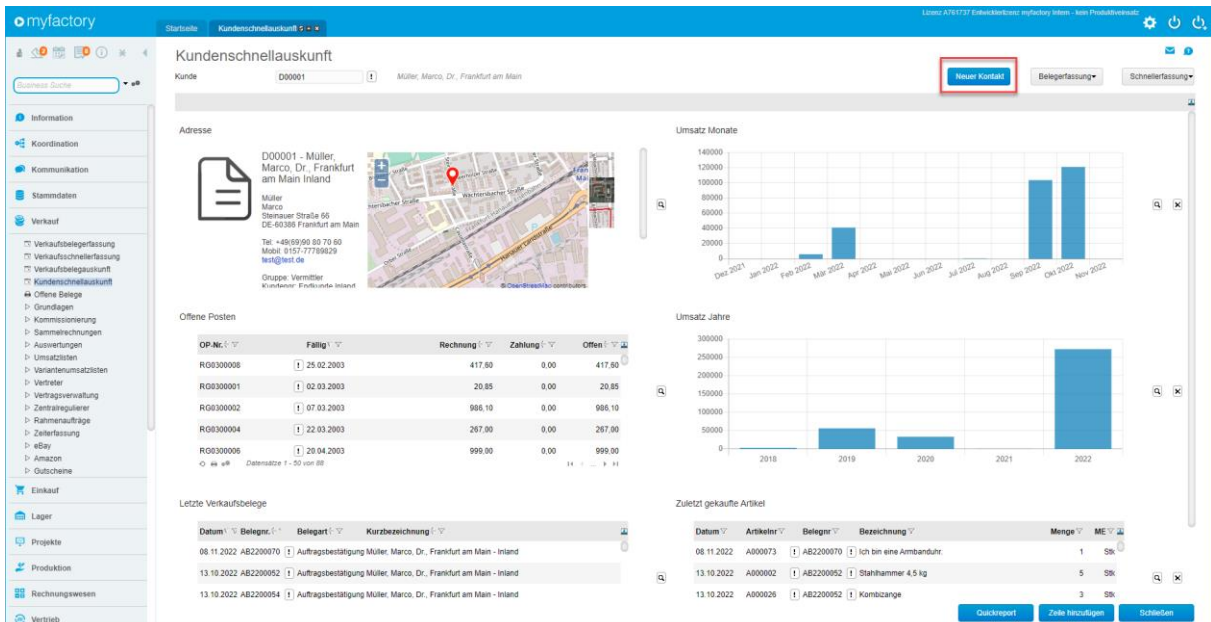 myfactory
Startseite
Kundenschnellauskunft
Lizenz A781737 Entwicklerlizenz myfactory Intern - kein Produktiveinsatz
Business Suche
Information
Koordination
Kommunikation
Stammdaten
Verkauf
Verkaufsbelegerfassung
Verkaufsschnellerfassung
Verkaufsbelegauskunft
Kundenschnellauskunft
Offene Belege
Grundlagen
Kommissionierung
Sammelrechnungen
Auswertungen
Umsatzlisten
Variantenumsatzlisten
Vertreter
Vertragsverwaltung
Zentralregulierer
Rahmenaufträge
Zeiterfassung
eBay
Amazon
Gutscheine
Einkauf
Lager
Projekte
Produktion
Rechnungswesen
Vertrieb
Kundenschnellauskunft
Kunde D00001 ! Müller, Marco, Dr., Frankfurt am Main
Neuer Kontakt Belegerfassung Schnellerfassung
Adresse
D00001 - Müller,
Marco, Dr., Frankfurt
am Main Inland
Müller
Marco
Steinauer Straße 66
DE-60386 Frankfurt am Main
Tel: +49(69)90 80 70 60
Mobil: 0157-77789829
test@test.de
Gruppe: Vermittler
Kundengr: Endkunde Inland
Wächtersbacher Straße
Hanauer Landstraße
© OpenStreetMap contributors
Umsatz Monate
140000
120000
100000
80000
60000
40000
20000
0
Dez 2021 Jan 2022 Feb 2022 Mär 2022 Apr 2022 Mai 2022 Jun 2022 Jul 2022 Aug 2022 Sep 2022 Okt 2022 Nov 2022
Offene Posten
OP-Nr. Fällig Rechnung Zahlung Offen
RG0300008 ! 25.02.2003 417,60 0,00 417,60
RG0300001 ! 02.03.2003 20,85 0,00 20,85
RG0300002 ! 07.03.2003 986,10 0,00 986,10
RG0300004 ! 22.03.2003 267,00 0,00 267,00
RG0300006 ! 20.04.2003 999,00 0,00 999,00
Datensätze 1 - 50 von 88
Umsatz Jahre
300000
250000
200000
150000
100000
50000
0
2018 2019 2020 2021 2022
Letzte Verkaufsbelege
Datum Belegnr. Belegart Kurzbezeichnung
08.11.2022 AB2200070 ! Auftragsbestätigung Müller, Marco, Dr., Frankfurt am Main - Inland
13.10.2022 AB2200052 ! Auftragsbestätigung Müller, Marco, Dr., Frankfurt am Main - Inland
13.10.2022 AB2200054 ! Auftragsbestätigung Müller, Marco, Dr., Frankfurt am Main - Inland
Zuletzt gekaufte Artikel
Datum Artikelnr Belegnr Bezeichnung Menge ME
08.11.2022 A000073 ! AB2200070 ! Ich bin eine Armbanduhr. 1 Stk
13.10.2022 A000002 ! AB2200052 ! Stahlhammer 4,5 kg 5 Stk
13.10.2022 A000026 ! AB2200052 ! Kombizange 3 Stk
Quickreport Zeile hinzufügen Schließen